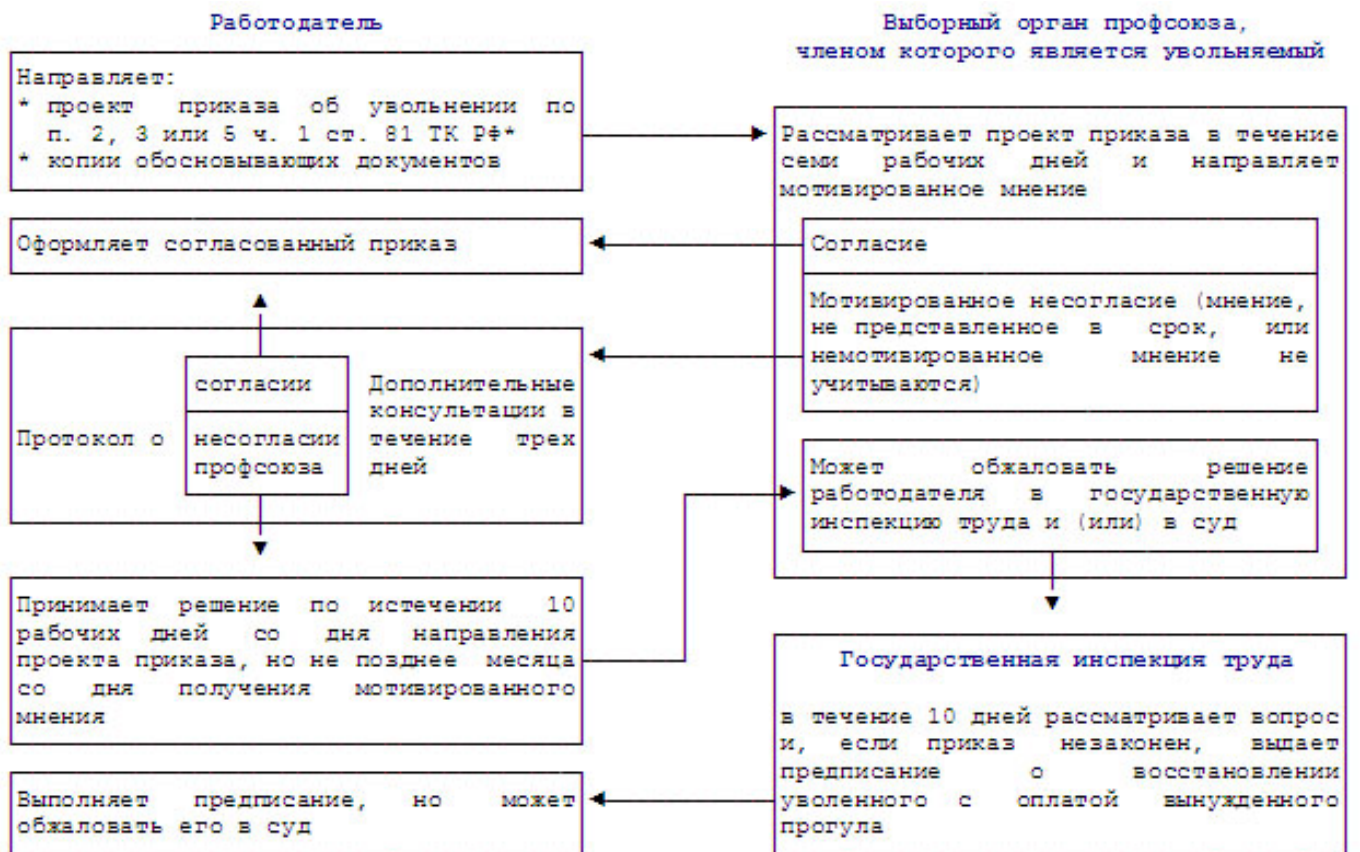 Работодатель
Направляет:
* проект приказа об увольнении по
п. 2, 3 или 5 ч. 1 ст. 81 ТК РФ*
* копии обосновывающих документов
Оформляет согласованный приказ
Протокол о
согласии
несогласии
профсоюза
Дополнительные
консультации в
течение трех
дней
Принимает решение по истечении 10
рабочих дней со дня направления
проекта приказа, но не позднее месяца
со дня получения мотивированного
мнения
Выполняет предписание, но может
обжаловать его в суд
Выборный орган профсоюза,
членом которого является увольняемый
Рассматривает проект приказа в течение
семи рабочих дней и направляет
мотивированное мнение
Согласие
Мотивированное несогласие (мнение,
не представленное в срок, или
немотивированное мнение не
учитываются)
Может обжаловать решение
работодателя в государственную
инспекцию труда и (или) в суд
Государственная инспекция труда
в течение 10 дней рассматривает вопрос
и, если приказ незаконен, выдает
предписание о восстановлении
уволенного с оплатой вынужденного
прогула